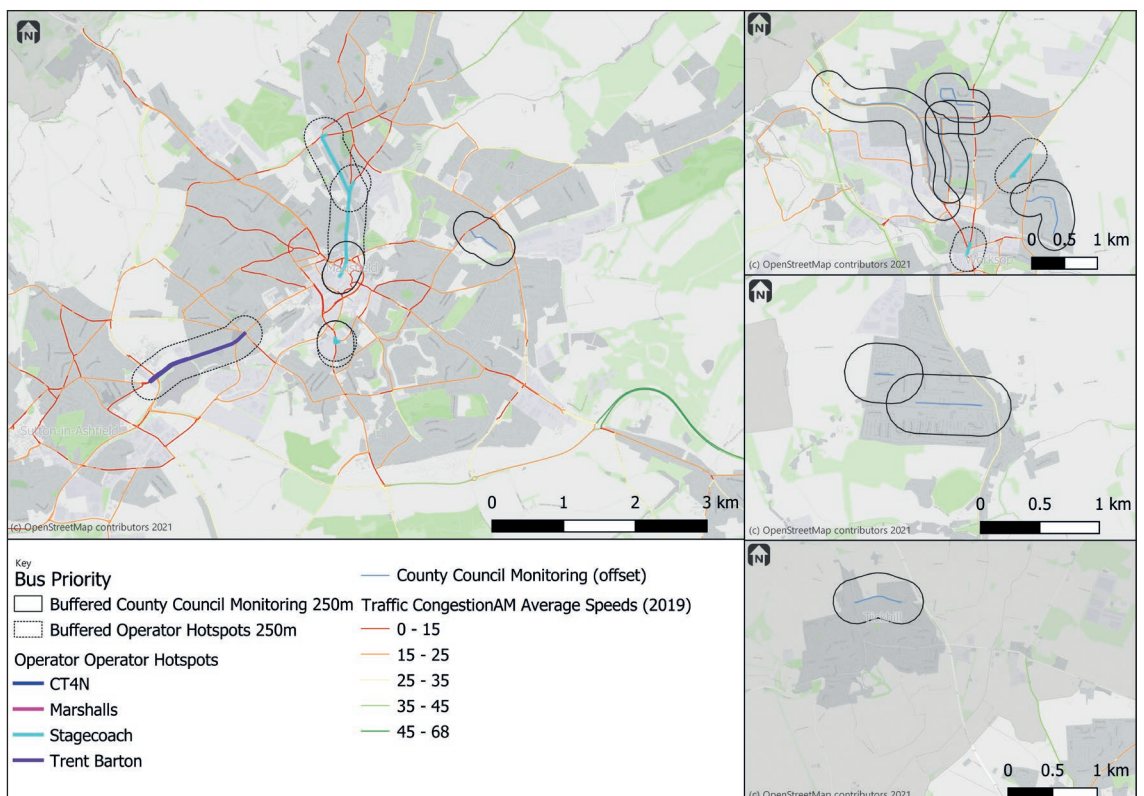 N
Mansfield
Sutton-in-Ashfield
0 1 2 3 km
(c) OpenStreetMap contributors 2021
N
Worksop
0 0.5 1 km
(c) OpenStreetMap contributors 2021
N
0 0.5 1 km
(c) OpenStreetMap contributors 2021
N
Tickhill
0 0.5 1 km
(c) OpenStreetMap contributors 2021
Key
Bus Priority
Buffered County Council Monitoring 250m
Buffered Operator Hotspots 250m
Operator Operator Hotspots
CT4N
Marshalls
Stagecoach
Trent Barton
County Council Monitoring (offset)
Traffic CongestionAM Average Speeds (2019)
0 - 15
15 - 25
25 - 35
35 - 45
45 - 68